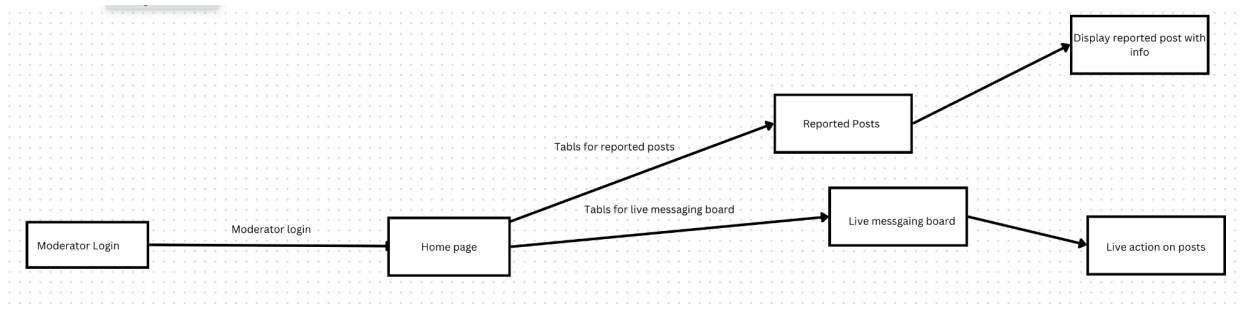 Display reported post with
info
Reported Posts
Tabls for reported posts
Tabls for live messaging board
Live messgaing board
Moderator login
Moderator Login
Home page
Live action on posts